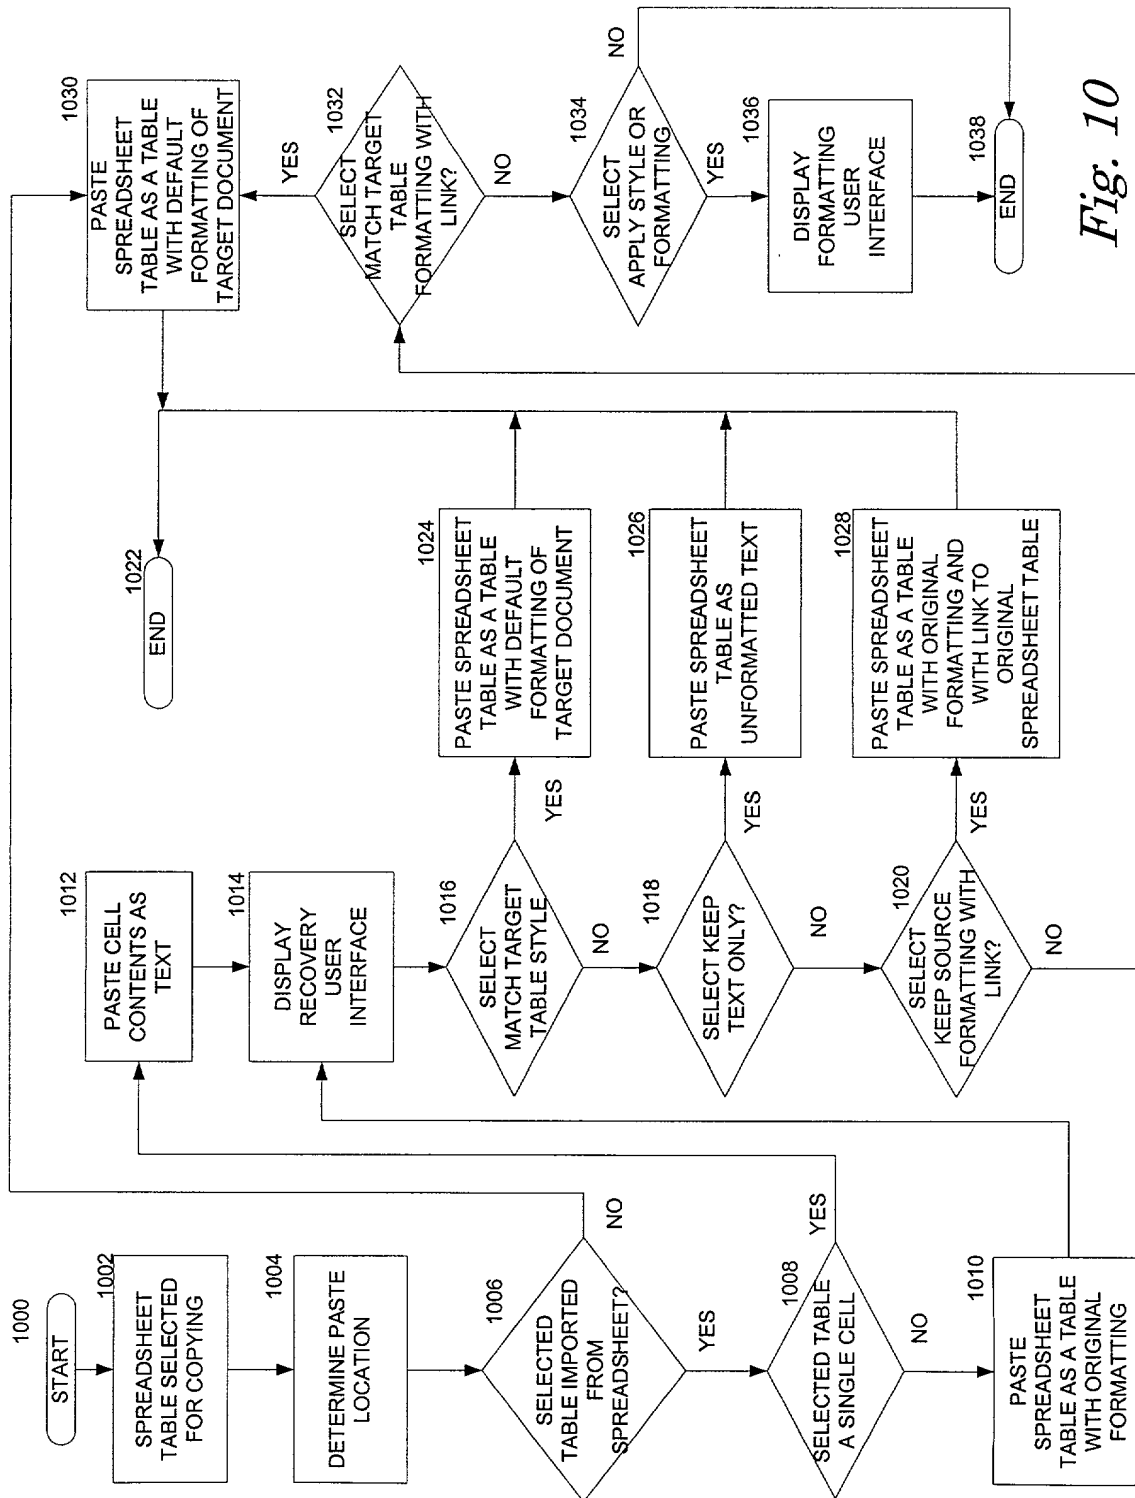 1000
START
1002
SPREADSHEET
TABLE SELECTED
FOR COPYING
1004
DETERMINE PASTE
LOCATION
1006
SELECTED
TABLE IMPORTED
FROM
SPREADSHEET?
NO
YES
1008
SELECTED TABLE
A SINGLE CELL
YES
NO
1010
PASTE
SPREADSHEET
TABLE AS A TABLE
WITH ORIGINAL
FORMATTING
1012
PASTE CELL
CONTENTS AS
TEXT
1014
DISPLAY
RECOVERY
USER
INTERFACE
1016
SELECT
MATCH TARGET
TABLE STYLE
YES
NO
1018
SELECT KEEP
TEXT ONLY?
YES
NO
1020
SELECT
KEEP SOURCE
FORMATTING WITH
LINK?
YES
NO
1022
END
1024
PASTE SPREADSHEET
TABLE AS A TABLE
WITH DEFAULT
FORMATTING OF
TARGET DOCUMENT
1026
PASTE SPREADSHEET
TABLE AS
UNFORMATTED TEXT
1028
PASTE SPREADSHEET
TABLE AS A TABLE
WITH ORIGINAL
FORMATTING AND
WITH LINK TO
ORIGINAL
SPREADSHEET TABLE
1030
PASTE
SPREADSHEET
TABLE AS A TABLE
WITH DEFAULT
FORMATTING OF
TARGET DOCUMENT
YES
1032
SELECT
MATCH TARGET
TABLE
FORMATTING WITH
LINK?
NO
1034
SELECT
APPLY STYLE OR
FORMATTING
NO
YES
1036
DISPLAY
FORMATTING
USER
INTERFACE
1038
END
Fig. 10